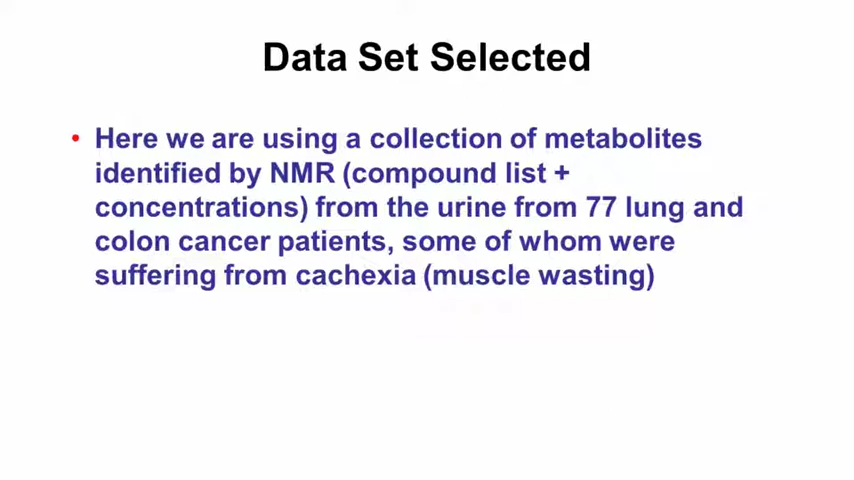 Data Set Selected
• Here we are using a collection of metabolites
identified by NMR (compound list +
concentrations) from the urine from 77 lung and
colon cancer patients, some of whom were
suffering from cachexia (muscle wasting)